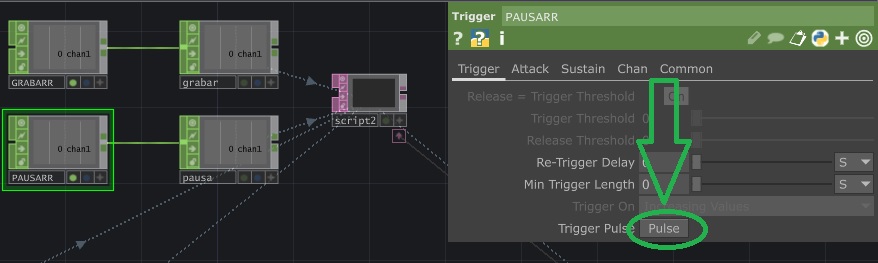 0 chan1
0 chan1
GRABARR
grabar
script2
0 chan1
0 chan1
PAUSARR
pausa
Trigger PAUSARR
? ? i
Trigger Attack Sustain Chan Common
Release = Trigger Threshold On
Trigger Threshold 0
Release Threshold
Re-Trigger Delay S
Min Trigger Length 0 S
Trigger On Increasing Values
Trigger Pulse Pulse